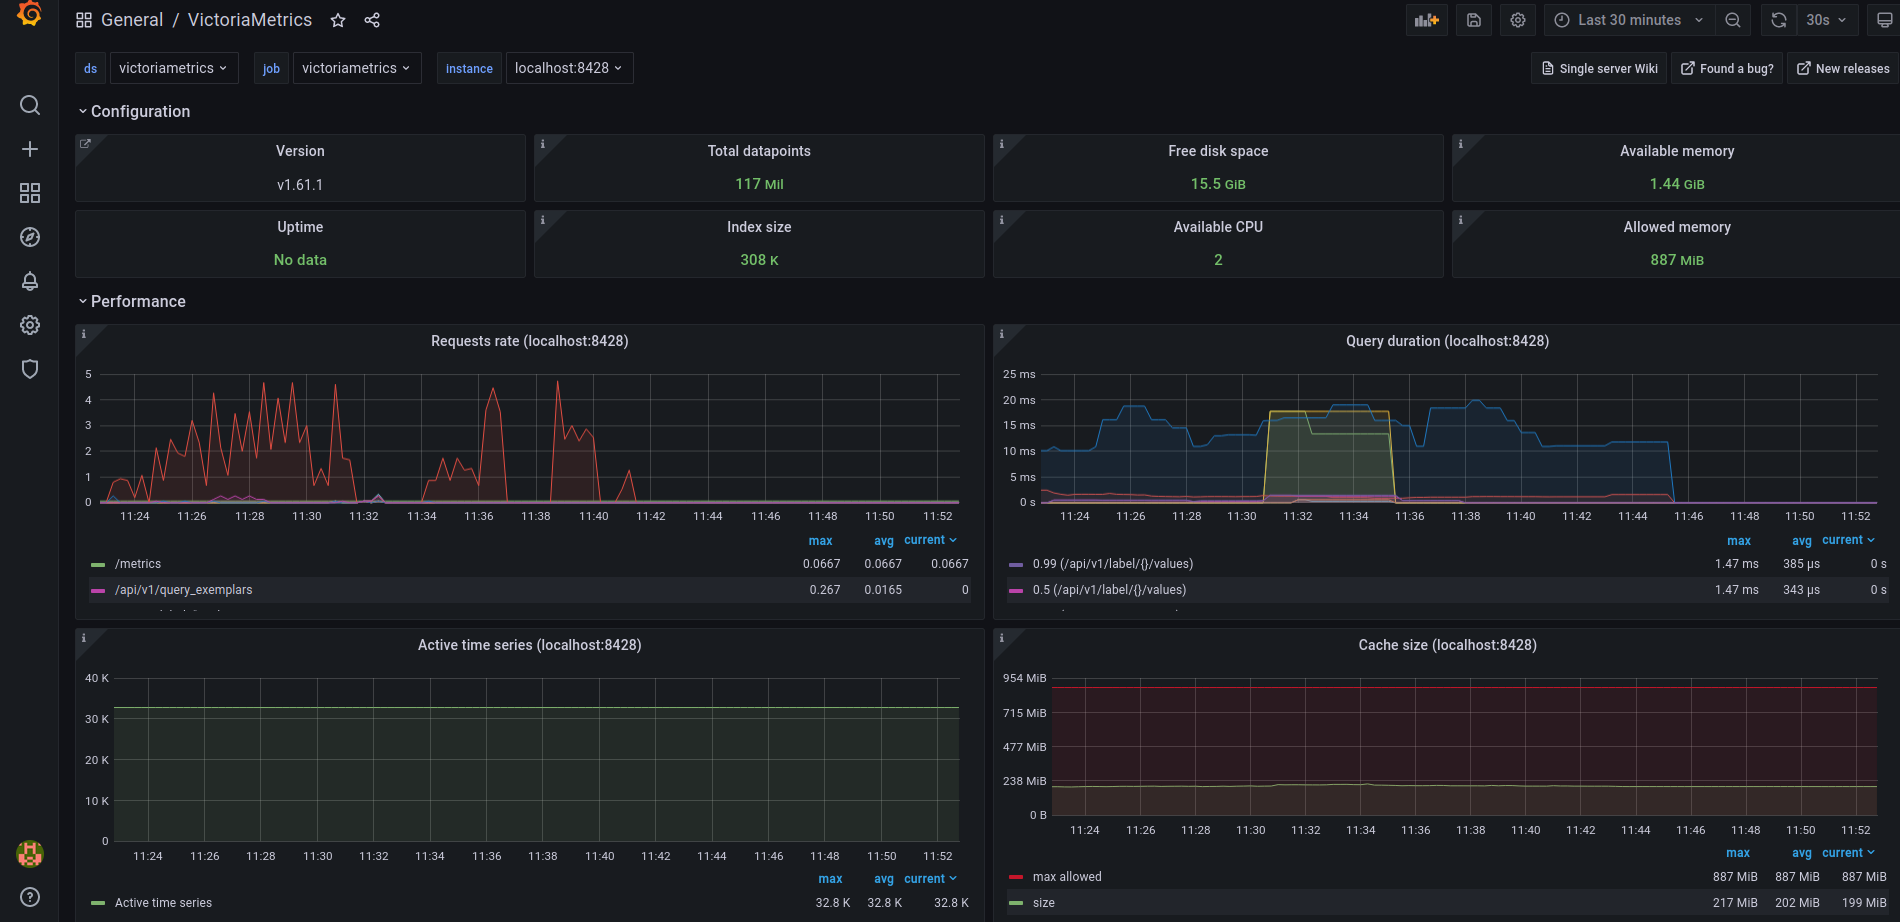 General / VictoriaMetrics
Last 30 minutes
30s
ds victoriametrics job victoriametrics instance localhost:8428
Single server Wiki Found a bug? New releases
Configuration
Version
v1.61.1
Total datapoints
117 Mil
Free disk space
15.5 GiB
Available memory
1.44 GiB
Uptime
No data
Index size
308 K
Available CPU
2
Allowed memory
887 MiB
Performance
Requests rate (localhost:8428)
5
4
3
2
1
0
11:24 11:26 11:28 11:30 11:32 11:34 11:36 11:38 11:40 11:42 11:44 11:46 11:48 11:50 11:52
max avg current
/metrics 0.0667 0.0667 0.0667
/api/v1/query_exemplars 0.267 0.0165 0
Query duration (localhost:8428)
25 ms
20 ms
15 ms
10 ms
5 ms
0 s
11:24 11:26 11:28 11:30 11:32 11:34 11:36 11:38 11:40 11:42 11:44 11:46 11:48 11:50 11:52
max avg current
0.99 (/api/v1/label/{}/values) 1.47 ms 385 µs 0 s
0.5 (/api/v1/label/{}/values) 1.47 ms 343 µs 0 s
Active time series (localhost:8428)
40 K
30 K
20 K
10 K
0
11:24 11:26 11:28 11:30 11:32 11:34 11:36 11:38 11:40 11:42 11:44 11:46 11:48 11:50 11:52
max avg current
Active time series 32.8 K 32.8 K 32.8 K
Cache size (localhost:8428)
954 MiB
715 MiB
477 MiB
238 MiB
0 B
11:24 11:26 11:28 11:30 11:32 11:34 11:36 11:38 11:40 11:42 11:44 11:46 11:48 11:50 11:52
max avg current
max allowed 887 MiB 887 MiB 887 MiB
size 217 MiB 202 MiB 199 MiB